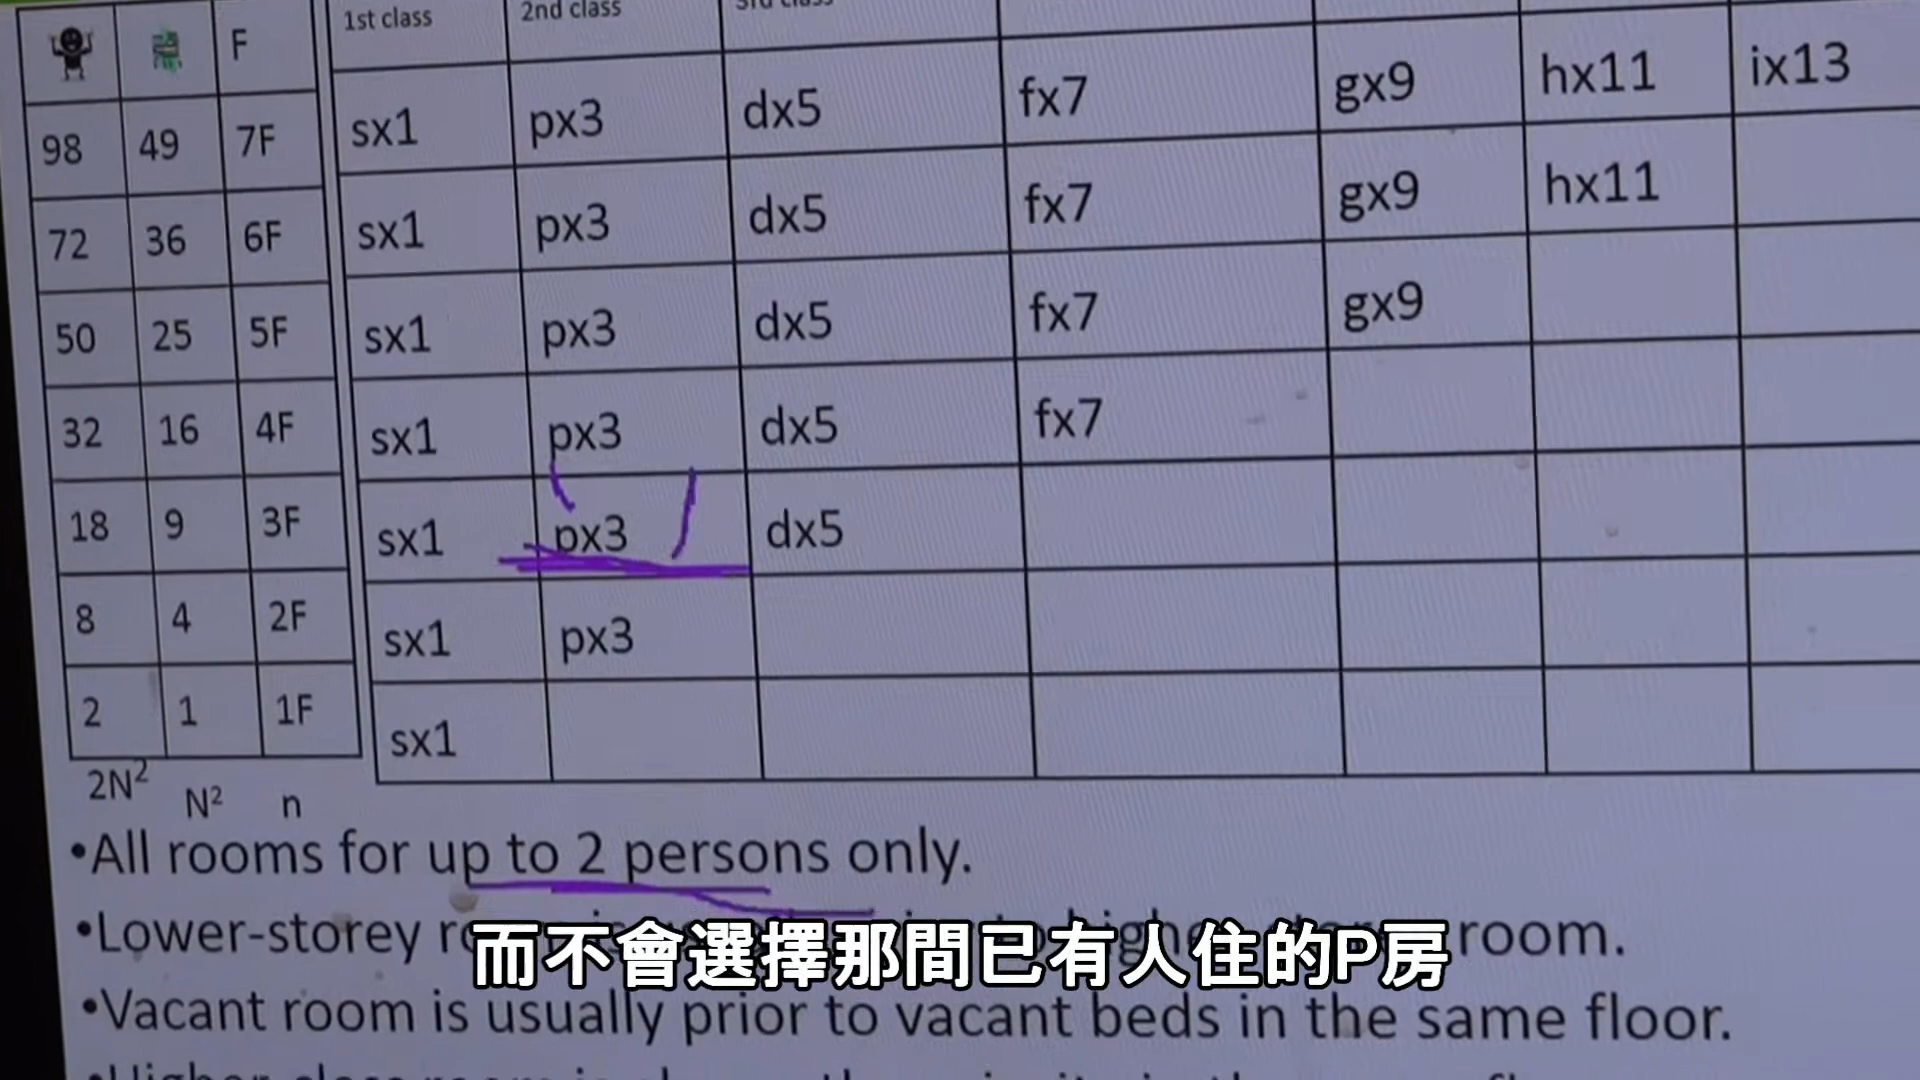 F 1st class 2nd class
98 49 7F sx1 px3 dx5 fx7 gx9 hx11 ix13
72 36 6F sx1 px3 dx5 fx7 gx9 hx11
50 25 5F sx1 px3 dx5 fx7 gx9
32 16 4F sx1 px3 dx5 fx7
18 9 3F sx1 px3 dx5
8 4 2F sx1 px3
2 1 1F sx1
2N² N² n
•All rooms for up to 2 persons only.
•Lower-storey room.
而不會選擇那間已有人住的P房
•Vacant room is usually prior to vacant beds in the same floor.